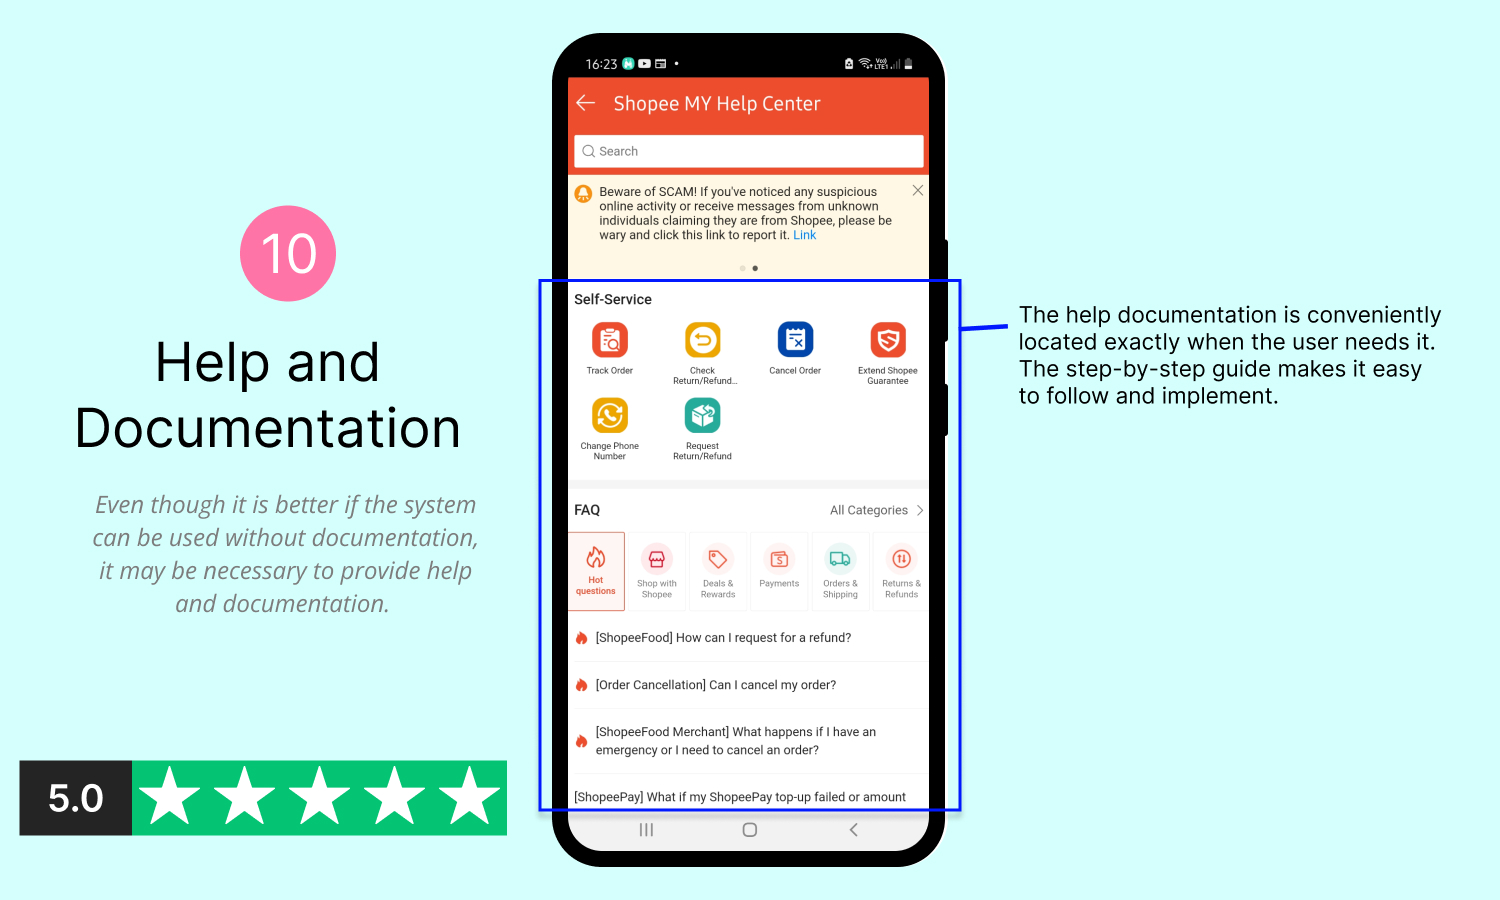 10
Help and
Documentation
Even though it is better if the system
can be used without documentation,
it may be necessary to provide help
and documentation.
5.0
16:23
Vo)) LTE1
Shopee MY Help Center
Search
Beware of SCAM! If you've noticed any suspicious
online activity or receive messages from unknown
individuals claiming they are from Shopee, please be
wary and click this link to report it. Link
Self-Service
Track Order
Check
Return/Refund...
Cancel Order
Extend Shopee
Guarantee
Change Phone
Number
Request
Return/Refund
FAQ
All Categories
Hot
questions
Shop with
Shopee
Deals &
Rewards
Payments
Orders &
Shipping
Returns &
Refunds
[ShopeeFood] How can I request for a refund?
[Order Cancellation] Can I cancel my order?
[ShopeeFood Merchant] What happens if I have an
emergency or I need to cancel an order?
[ShopeePay] What if my ShopeePay top-up failed or amount
The help documentation is conveniently
located exactly when the user needs it.
The step-by-step guide makes it easy
to follow and implement.